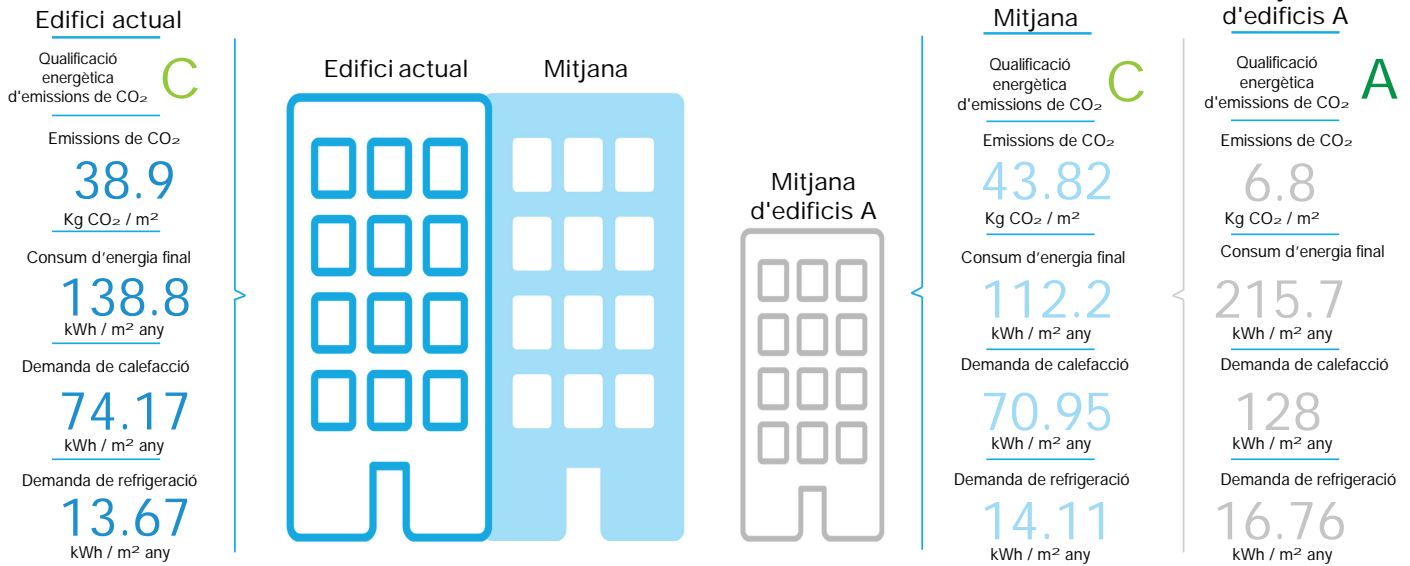 Edifici actual
Qualificació
energètica
d'emissions de CO₂
C
Emissions de CO₂
38.9
Kg CO₂ / m²
Consum d'energia final
138.8
kWh / m² any
Demanda de calefacció
74.17
kWh / m² any
Demanda de refrigeració
13.67
kWh / m² any
Edifici actual
Mitjana
Mitjana
d'edificis A
Mitjana
Qualificació
energètica
d'emissions de CO₂
C
Emissions de CO₂
43.82
Kg CO₂ / m²
Consum d'energia final
112.2
kWh / m² any
Demanda de calefacció
70.95
kWh / m² any
Demanda de refrigeració
14.11
kWh / m² any
d'edificis A
Qualificació
energètica
d'emissions de CO₂
A
Emissions de CO₂
6.8
Kg CO₂ / m²
Consum d'energia final
215.7
kWh / m² any
Demanda de calefacció
128
kWh / m² any
Demanda de refrigeració
16.76
kWh / m² any